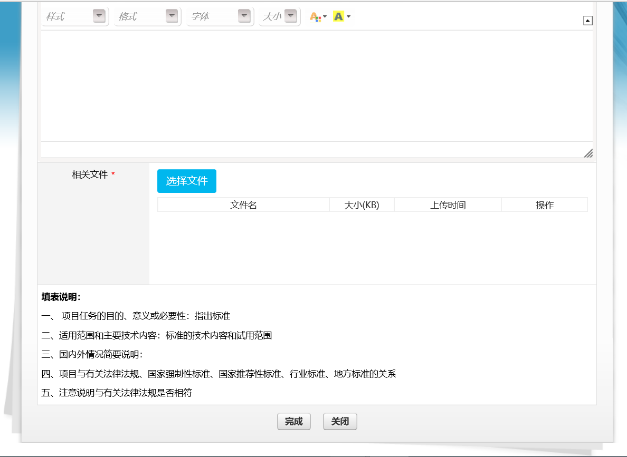 样式 格式 字体 大小 A A
相关文件 *
选择文件
文件名 大小(KB) 上传时间 操作
填表说明：
一、 项目任务的目的、意义或必要性：指出标准
二、适用范围和主要技术内容：标准的技术内容和试用范围
三、国内外情况简要说明：
四、项目与有关法律法规、国家强制性标准、国家推荐性标准、行业标准、地方标准的关系
五、注意说明与有关法律法规是否相符
完成 关闭